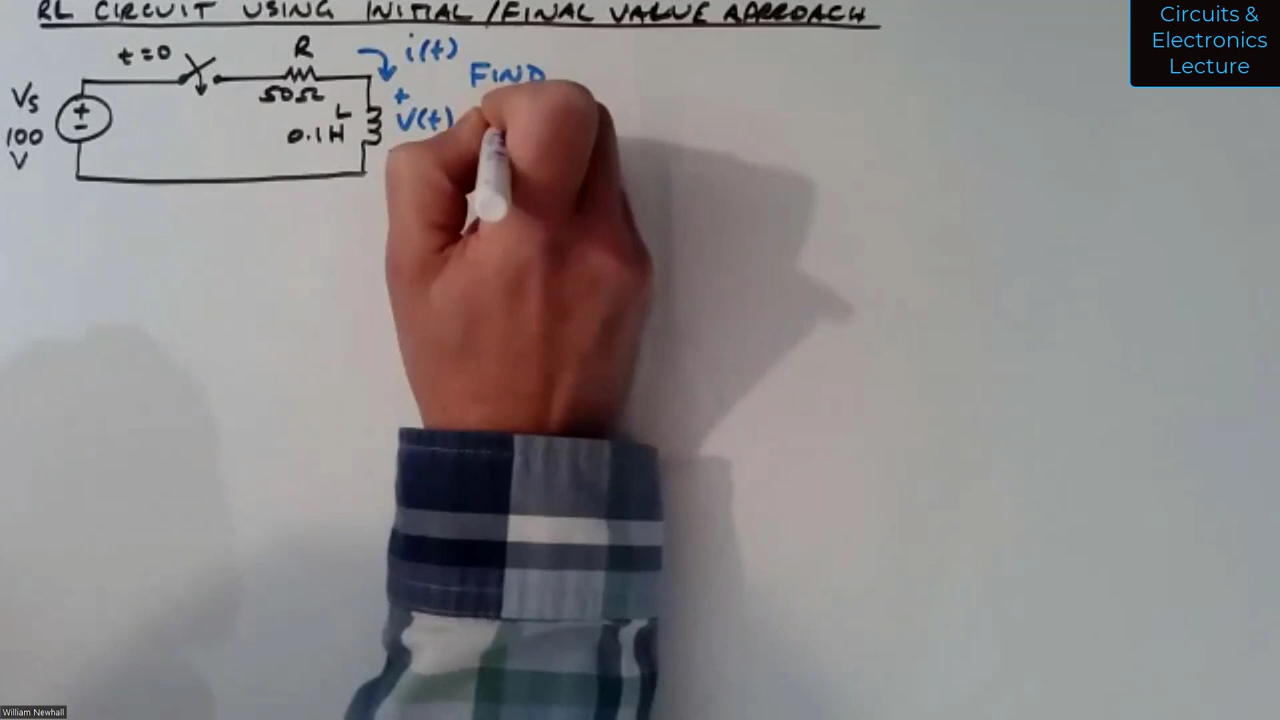 RL CIRCUIT USING INITIAL/FINAL VALUE APPROACH
Circuits &
Electronics
Lecture
t=0
R
i(t)
FIND
50Ω
+
Vs
100
V
+
-
L
0.1H
V(t)
William Newhall